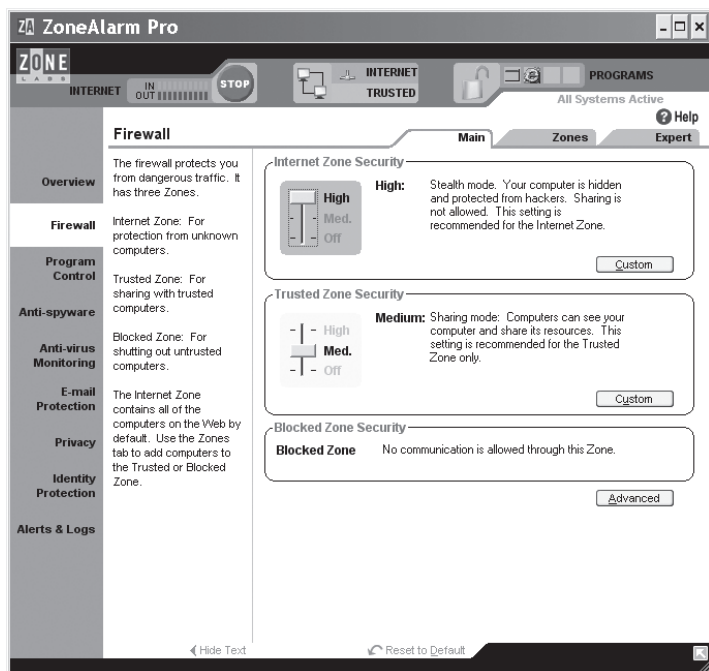 ZA ZoneAlarm Pro
ZONE
LABS
INTERNET
IN
OUT
STOP
INTERNET
TRUSTED
PROGRAMS
All Systems Active
Help
Firewall
Main
Zones
Expert
Overview
Firewall
Program
Control
Anti-spyware
Anti-virus
Monitoring
E-mail
Protection
Privacy
Identity
Protection
Alerts & Logs
The firewall protects you
from dangerous traffic. It
has three Zones.
Internet Zone: For
protection from unknown
computers.
Trusted Zone: For
sharing with trusted
computers.
Blocked Zone: For
shutting out untrusted
computers.
The Internet Zone
contains all of the
computers on the Web by
default. Use the Zones
tab to add computers to
the Trusted or Blocked
Zone.
Internet Zone Security
High
Med.
Off
High: Stealth mode. Your computer is hidden
and protected from hackers. Sharing is
not allowed. This setting is
recommended for the Internet Zone.
Custom
Trusted Zone Security
High
Med.
Off
Medium: Sharing mode: Computers can see your
computer and share its resources. This
setting is recommended for the Trusted
Zone only.
Custom
Blocked Zone Security
Blocked Zone No communication is allowed through this Zone.
Advanced
Hide Text
Reset to Default